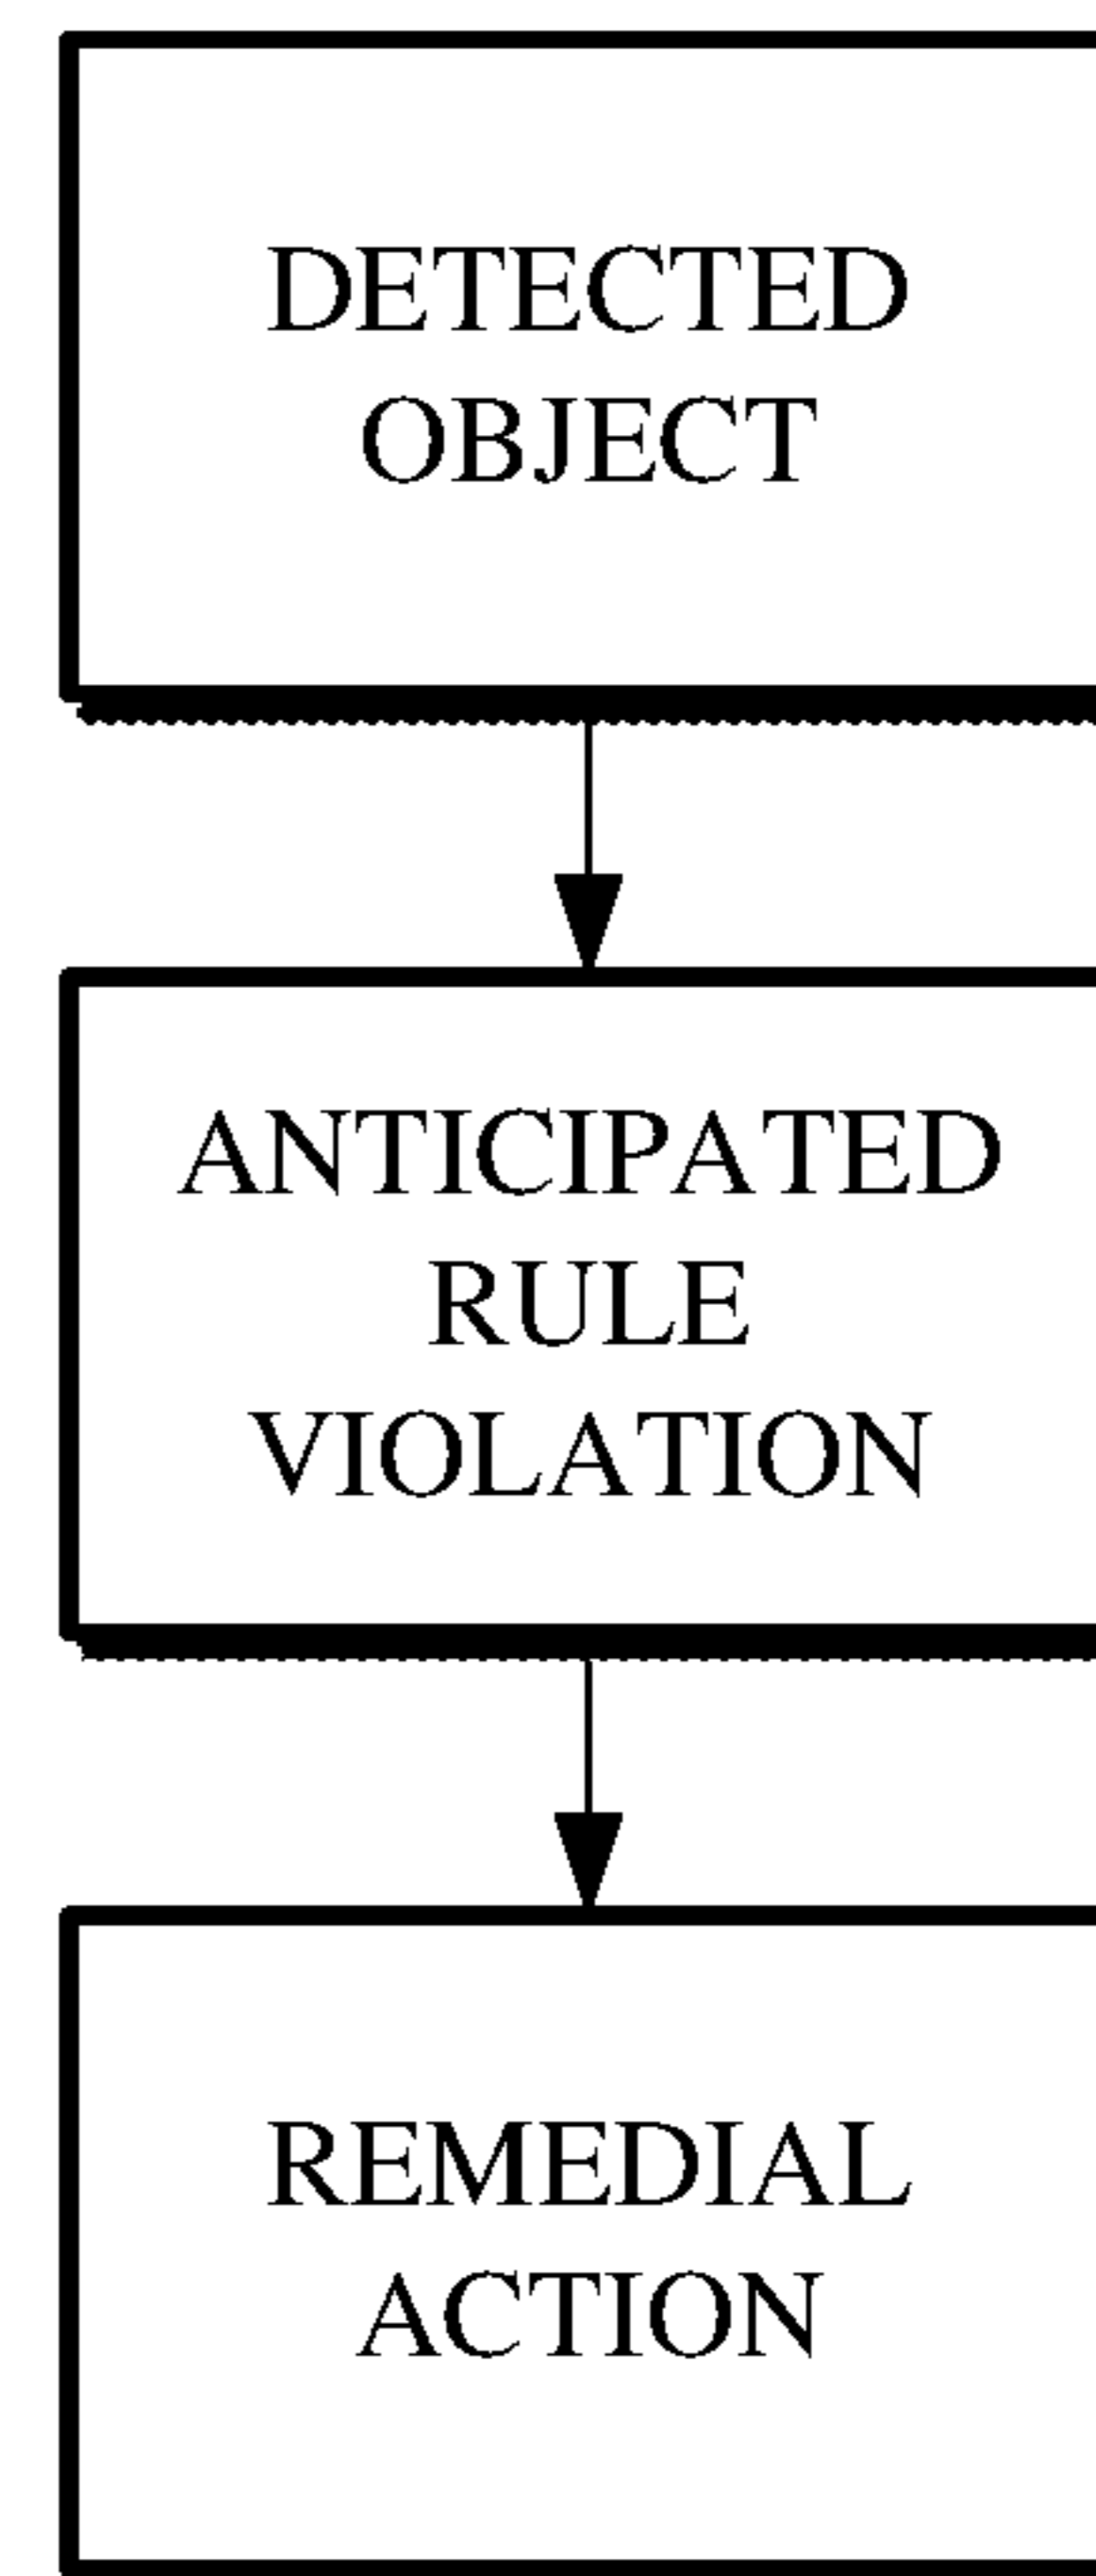 DETECTED
OBJECT
ANTICIPATED
RULE
VIOLATION
REMEDIAL
ACTION